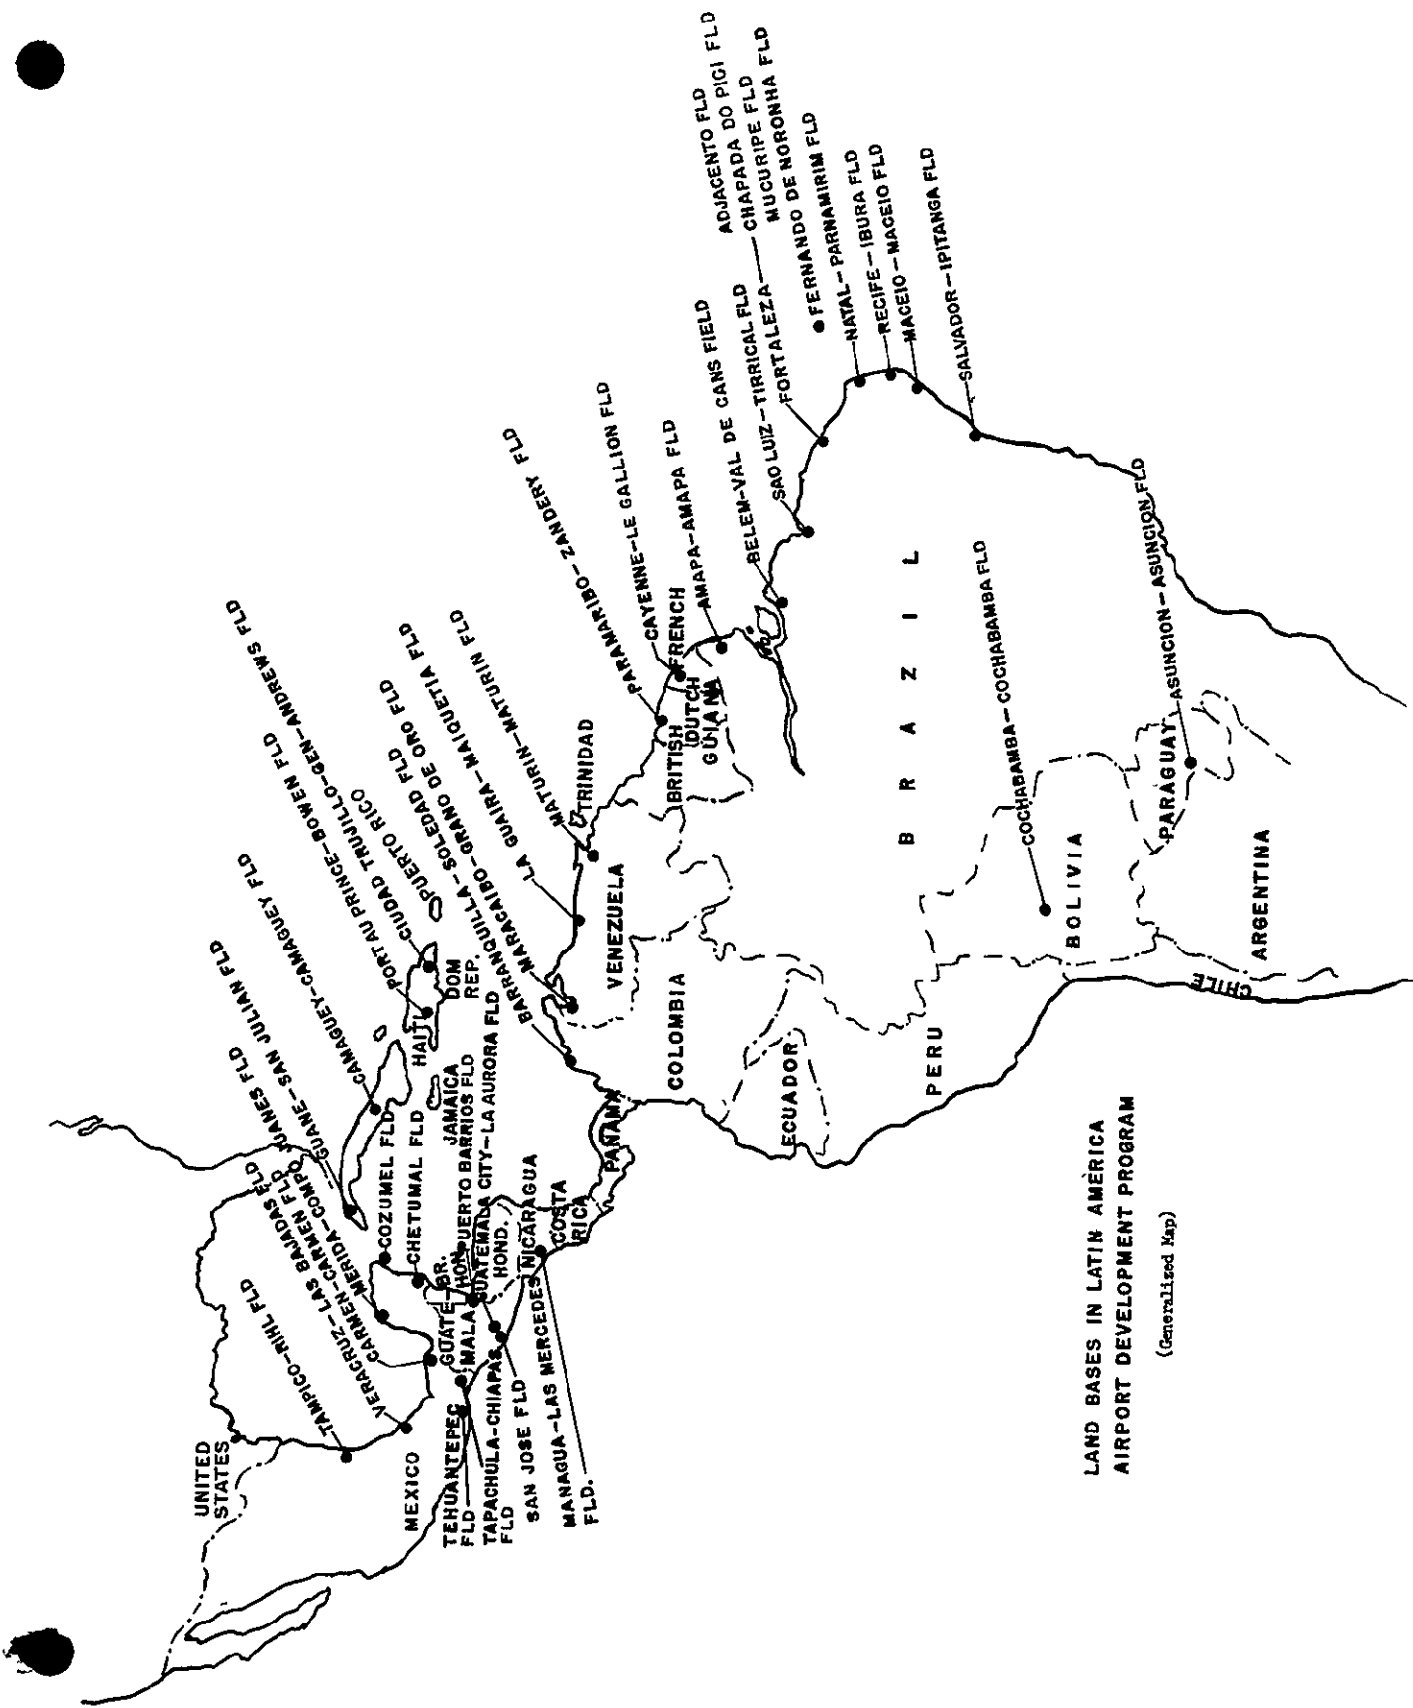 UNITED
STATES
MEXICO
TAMPICO-RIHL FLD
VERACRUZ-LAS BAJADAS FLD
CARMEN-CARMEN FLD
MERIDA-COMPO JUANES FLD
GUANE-SAN JULIAN FLD
CAMAGUEY-CAMAGUEY FLD
PORT AU PRINCE-BOWEN FLD
CIUDAD TRUJILLO-GEN-ANDREWS FLD
PUERTO RICO
BARRANQUILLA-SOLEDAD FLD
MARACAIBO-GRANO DE ORO FLD
LA GUAIRA-MAIQUETIA FLD
MATURIN-MATURIN FLD
TRINIDAD
COZUMEL FLD
CHETUMAL FLD
HAITI
DOM
REP.
JAMAICA
BR.
HON.
PUERTO BARRIOS FLD
GUATEMALA CITY-LA AURORA FLD
GUATE-
MALA
HOND.
NICARAGUA
COSTA
RICA
PANAMA
TEHUANTEPEC
FLD
TAPACHULA-CHIAPAS
FLD
SAN JOSE FLD
MANAGUA-LAS MERCEDES
FLD.
VENEZUELA
COLOMBIA
ECUADOR
PERU
BRITISH
DUTCH
FRENCH
GUIANA
PARAMARIBO-ZANDERY FLD
CAYENNE-LE GALLION FLD
AMAPA-AMAPA FLD
BELEM-VAL DE CANS FIELD
SAO LUIZ-TIRRICAL FLD
FORTALEZA-
ADJACENTO FLD
CHAPADA DO PICI FLD
MUCURIPE FLD
FERNANDO DE NORONHA FLD
FERNANDO-PARNAMIRIM FLD
NATAL-PARNAMIRIM FLD
RECIFE-IBURA FLD
MACEIO-MACEIO FLD
SALVADOR-IPITANGA FLD
BRAZIL
COCHABAMBA-COCHABAMBA FLD
BOLIVIA
PARAGUAY
ASUNCION-ASUNCION FLD
ARGENTINA
CHILE
LAND BASES IN LATIN AMERICA
AIRPORT DEVELOPMENT PROGRAM
(Generalized Map)